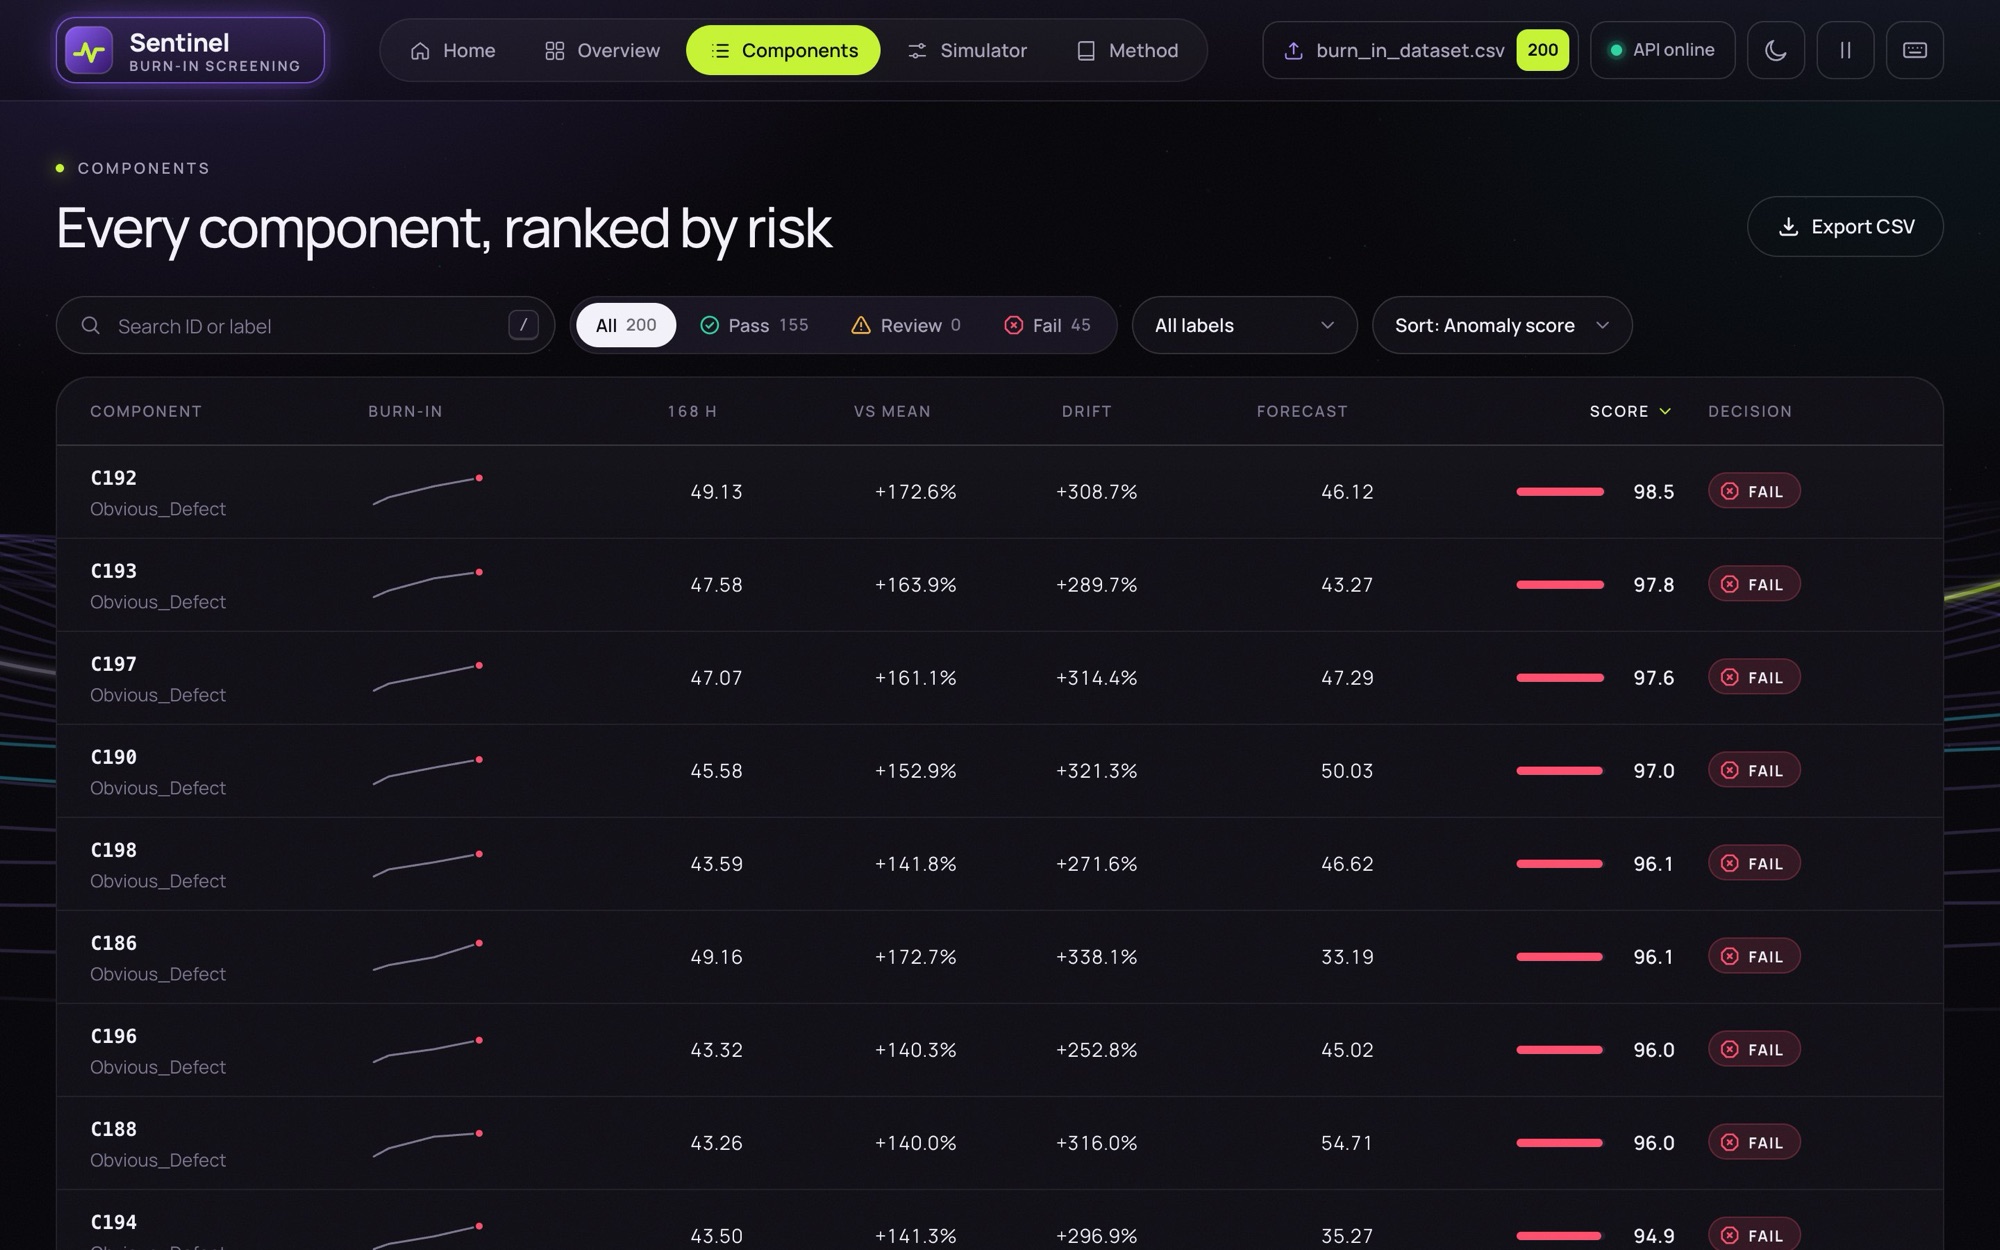 Sentinel
BURN-IN SCREENING
Home
Overview
Components
Simulator
Method
burn_in_dataset.csv 200
API online
COMPONENTS
Every component, ranked by risk
Export CSV
Search ID or label /
All 200
Pass 155
Review 0
Fail 45
All labels
Sort: Anomaly score
COMPONENT BURN-IN 168 H VS MEAN DRIFT FORECAST SCORE DECISION
C192 49.13 +172.6% +308.7% 46.12 98.5 FAIL
Obvious_Defect
C193 47.58 +163.9% +289.7% 43.27 97.8 FAIL
Obvious_Defect
C197 47.07 +161.1% +314.4% 47.29 97.6 FAIL
Obvious_Defect
C190 45.58 +152.9% +321.3% 50.03 97.0 FAIL
Obvious_Defect
C198 43.59 +141.8% +271.6% 46.62 96.1 FAIL
Obvious_Defect
C186 49.16 +172.7% +338.1% 33.19 96.1 FAIL
Obvious_Defect
C196 43.32 +140.3% +252.8% 45.02 96.0 FAIL
Obvious_Defect
C188 43.26 +140.0% +316.0% 54.71 96.0 FAIL
Obvious_Defect
C194 43.50 +141.3% +296.9% 35.27 94.9 FAIL